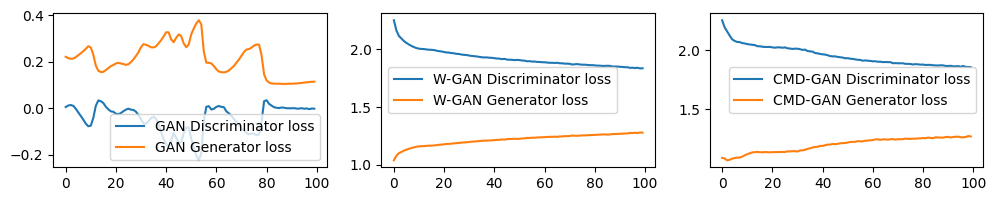 0.4
0.2
0.0
−0.2
0 20 40 60 80 100
GAN Discriminator loss
GAN Generator loss
2.0
1.5
1.0
0 20 40 60 80 100
W-GAN Discriminator loss
W-GAN Generator loss
2.0
1.5
0 20 40 60 80 100
CMD-GAN Discriminator loss
CMD-GAN Generator loss